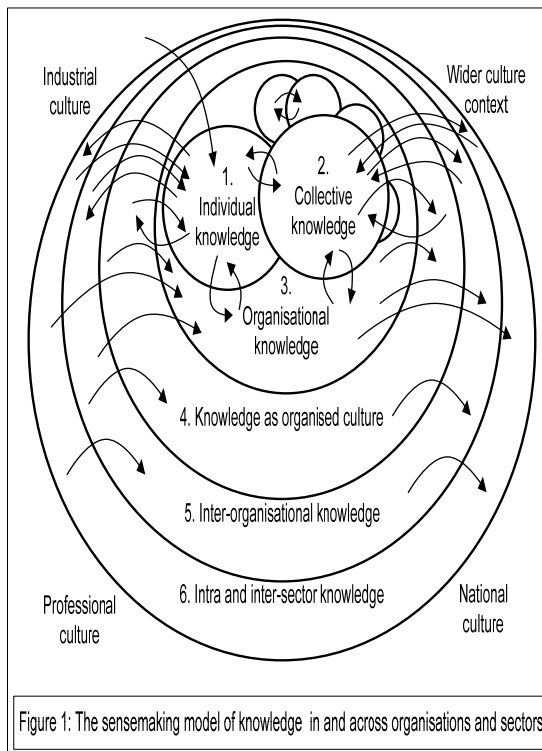 Industrial
culture
Wider culture
context
1.
Individual
knowledge
2.
Collective
knowledge
3.
Organisational
knowledge
4. Knowledge as organised culture
5. Inter-organisational knowledge
6. Intra and inter-sector knowledge
Professional
culture
National
culture
Figure 1: The sensemaking model of knowledge in and across organisations and sectors